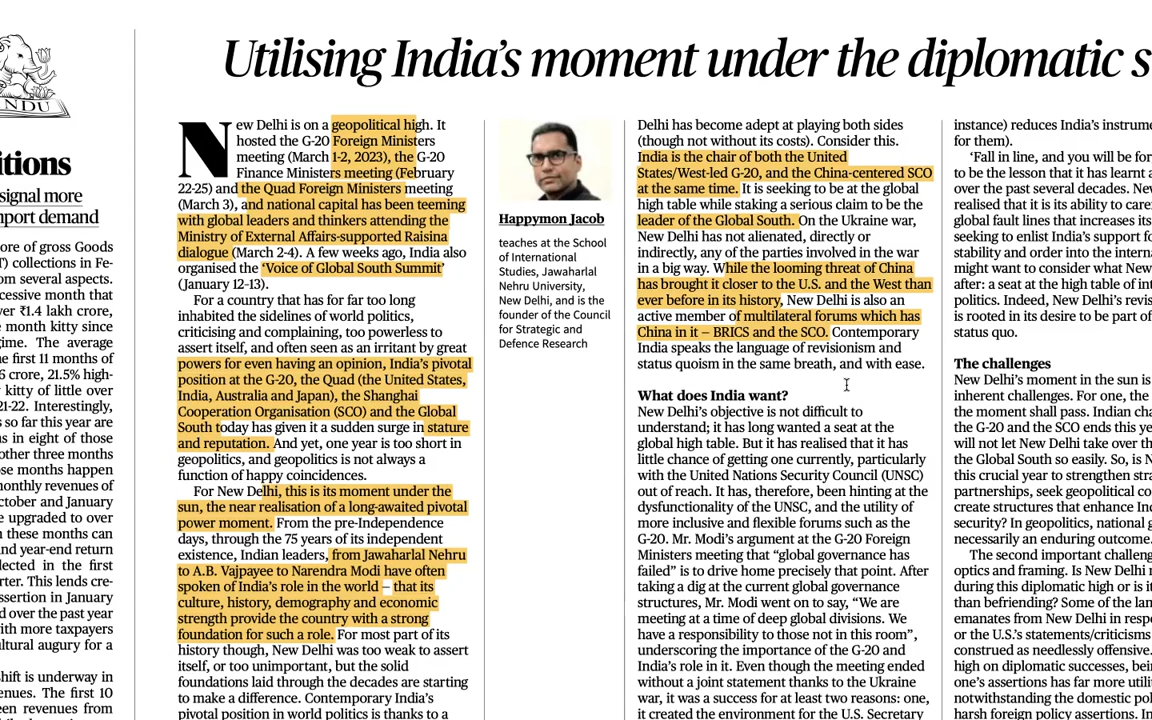 Utilising India's moment under the diplomatic s
NDU
itions
signal more
nport demand
ore of gross Goods
T) collections in Fe-
om several aspects.
cessive month that
ver ₹1.4 lakh crore,
e month kitty since
gime. The average
he first 11 months of
6 crore, 21.5% high-
y kitty of little over
21-22. Interestingly,
s so far this year are
as in eight of those
other three months
ose months happen
monthly revenues of
ctober and January
e upgraded to over
n these months can
nd year-end return
lected in the first
rter. This lends cre-
ssertion in January
d over the past year
with more taxpayers
ultural augury for a
shift is underway in
enues. The first 10
een revenues from
New Delhi is on a geopolitical high. It
hosted the G-20 Foreign Ministers
meeting (March 1-2, 2023), the G-20
Finance Ministers meeting (February
22-25) and the Quad Foreign Ministers meeting
(March 3), and national capital has been teeming
with global leaders and thinkers attending the
Ministry of External Affairs-supported Raisina
dialogue (March 2-4). A few weeks ago, India also
organised the 'Voice of Global South Summit'
(January 12-13).
For a country that has for far too long
inhabited the sidelines of world politics,
criticising and complaining, too powerless to
assert itself, and often seen as an irritant by great
powers for even having an opinion, India's pivotal
position at the G-20, the Quad (the United States,
India, Australia and Japan), the Shanghai
Cooperation Organisation (SCO) and the Global
South today has given it a sudden surge in stature
and reputation. And yet, one year is too short in
geopolitics, and geopolitics is not always a
function of happy coincidences.
For New Delhi, this is its moment under the
sun, the near realisation of a long-awaited pivotal
power moment. From the pre-Independence
days, through the 75 years of its independent
existence, Indian leaders, from Jawaharlal Nehru
to A.B. Vajpayee to Narendra Modi have often
spoken of India's role in the world – that its
culture, history, demography and economic
strength provide the country with a strong
foundation for such a role. For most part of its
history though, New Delhi was too weak to assert
itself, or too unimportant, but the solid
foundations laid through the decades are starting
to make a difference. Contemporary India's
pivotal position in world politics is thanks to a
Happymon Jacob
teaches at the School
of International
Studies, Jawaharlal
Nehru University,
New Delhi, and is the
founder of the Council
for Strategic and
Defence Research
Delhi has become adept at playing both sides
(though not without its costs). Consider this.
India is the chair of both the United
States/West-led G-20, and the China-centered SCO
at the same time. It is seeking to be at the global
high table while staking a serious claim to be the
leader of the Global South. On the Ukraine war,
New Delhi has not alienated, directly or
indirectly, any of the parties involved in the war
in a big way. While the looming threat of China
has brought it closer to the U.S. and the West than
ever before in its history, New Delhi is also an
active member of multilateral forums which has
China in it – BRICS and the SCO. Contemporary
India speaks the language of revisionism and
status quoism in the same breath, and with ease.
What does India want?
New Delhi's objective is not difficult to
understand; it has long wanted a seat at the
global high table. But it has realised that it has
little chance of getting one currently, particularly
with the United Nations Security Council (UNSC)
out of reach. It has, therefore, been hinting at the
dysfunctionality of the UNSC, and the utility of
more inclusive and flexible forums such as the
G-20. Mr. Modi's argument at the G-20 Foreign
Ministers meeting that “global governance has
failed” is to drive home precisely that point. After
taking a dig at the current global governance
structures, Mr. Modi went on to say, “We are
meeting at a time of deep global divisions. We
have a responsibility to those not in this room”,
underscoring the importance of the G-20 and
India's role in it. Even though the meeting ended
without a joint statement thanks to the Ukraine
war, it was a success for at least two reasons: one,
it created the environment for the U.S. Secretary
instance) reduces India's instrume
for them).
'Fall in line, and you will be for
to be the lesson that it has learnt a
over the past several decades. New
realised that it is its ability to care
global fault lines that increases its
seeking to enlist India's support fo
stability and order into the interna
might want to consider what New
after: a seat at the high table of int
politics. Indeed, New Delhi's revis
is rooted in its desire to be part of
status quo.
The challenges
New Delhi's moment in the sun is
inherent challenges. For one, the
the moment shall pass. Indian cha
the G-20 and the SCO ends this ye
will not let New Delhi take over th
the Global South so easily. So, is N
this crucial year to strengthen stra
partnerships, seek geopolitical co
create structures that enhance Ind
security? In geopolitics, national g
necessarily an enduring outcome.
The second important challeng
optics and framing. Is New Delhi r
during this diplomatic high or is it
than befriending? Some of the lan
emanates from New Delhi in resp
or the U.S.'s statements/criticisms
construed as needlessly offensive.
high on diplomatic successes, bein
one's assertions has far more utili
notwithstanding the domestic pol
harsh foreign policy assertions. In